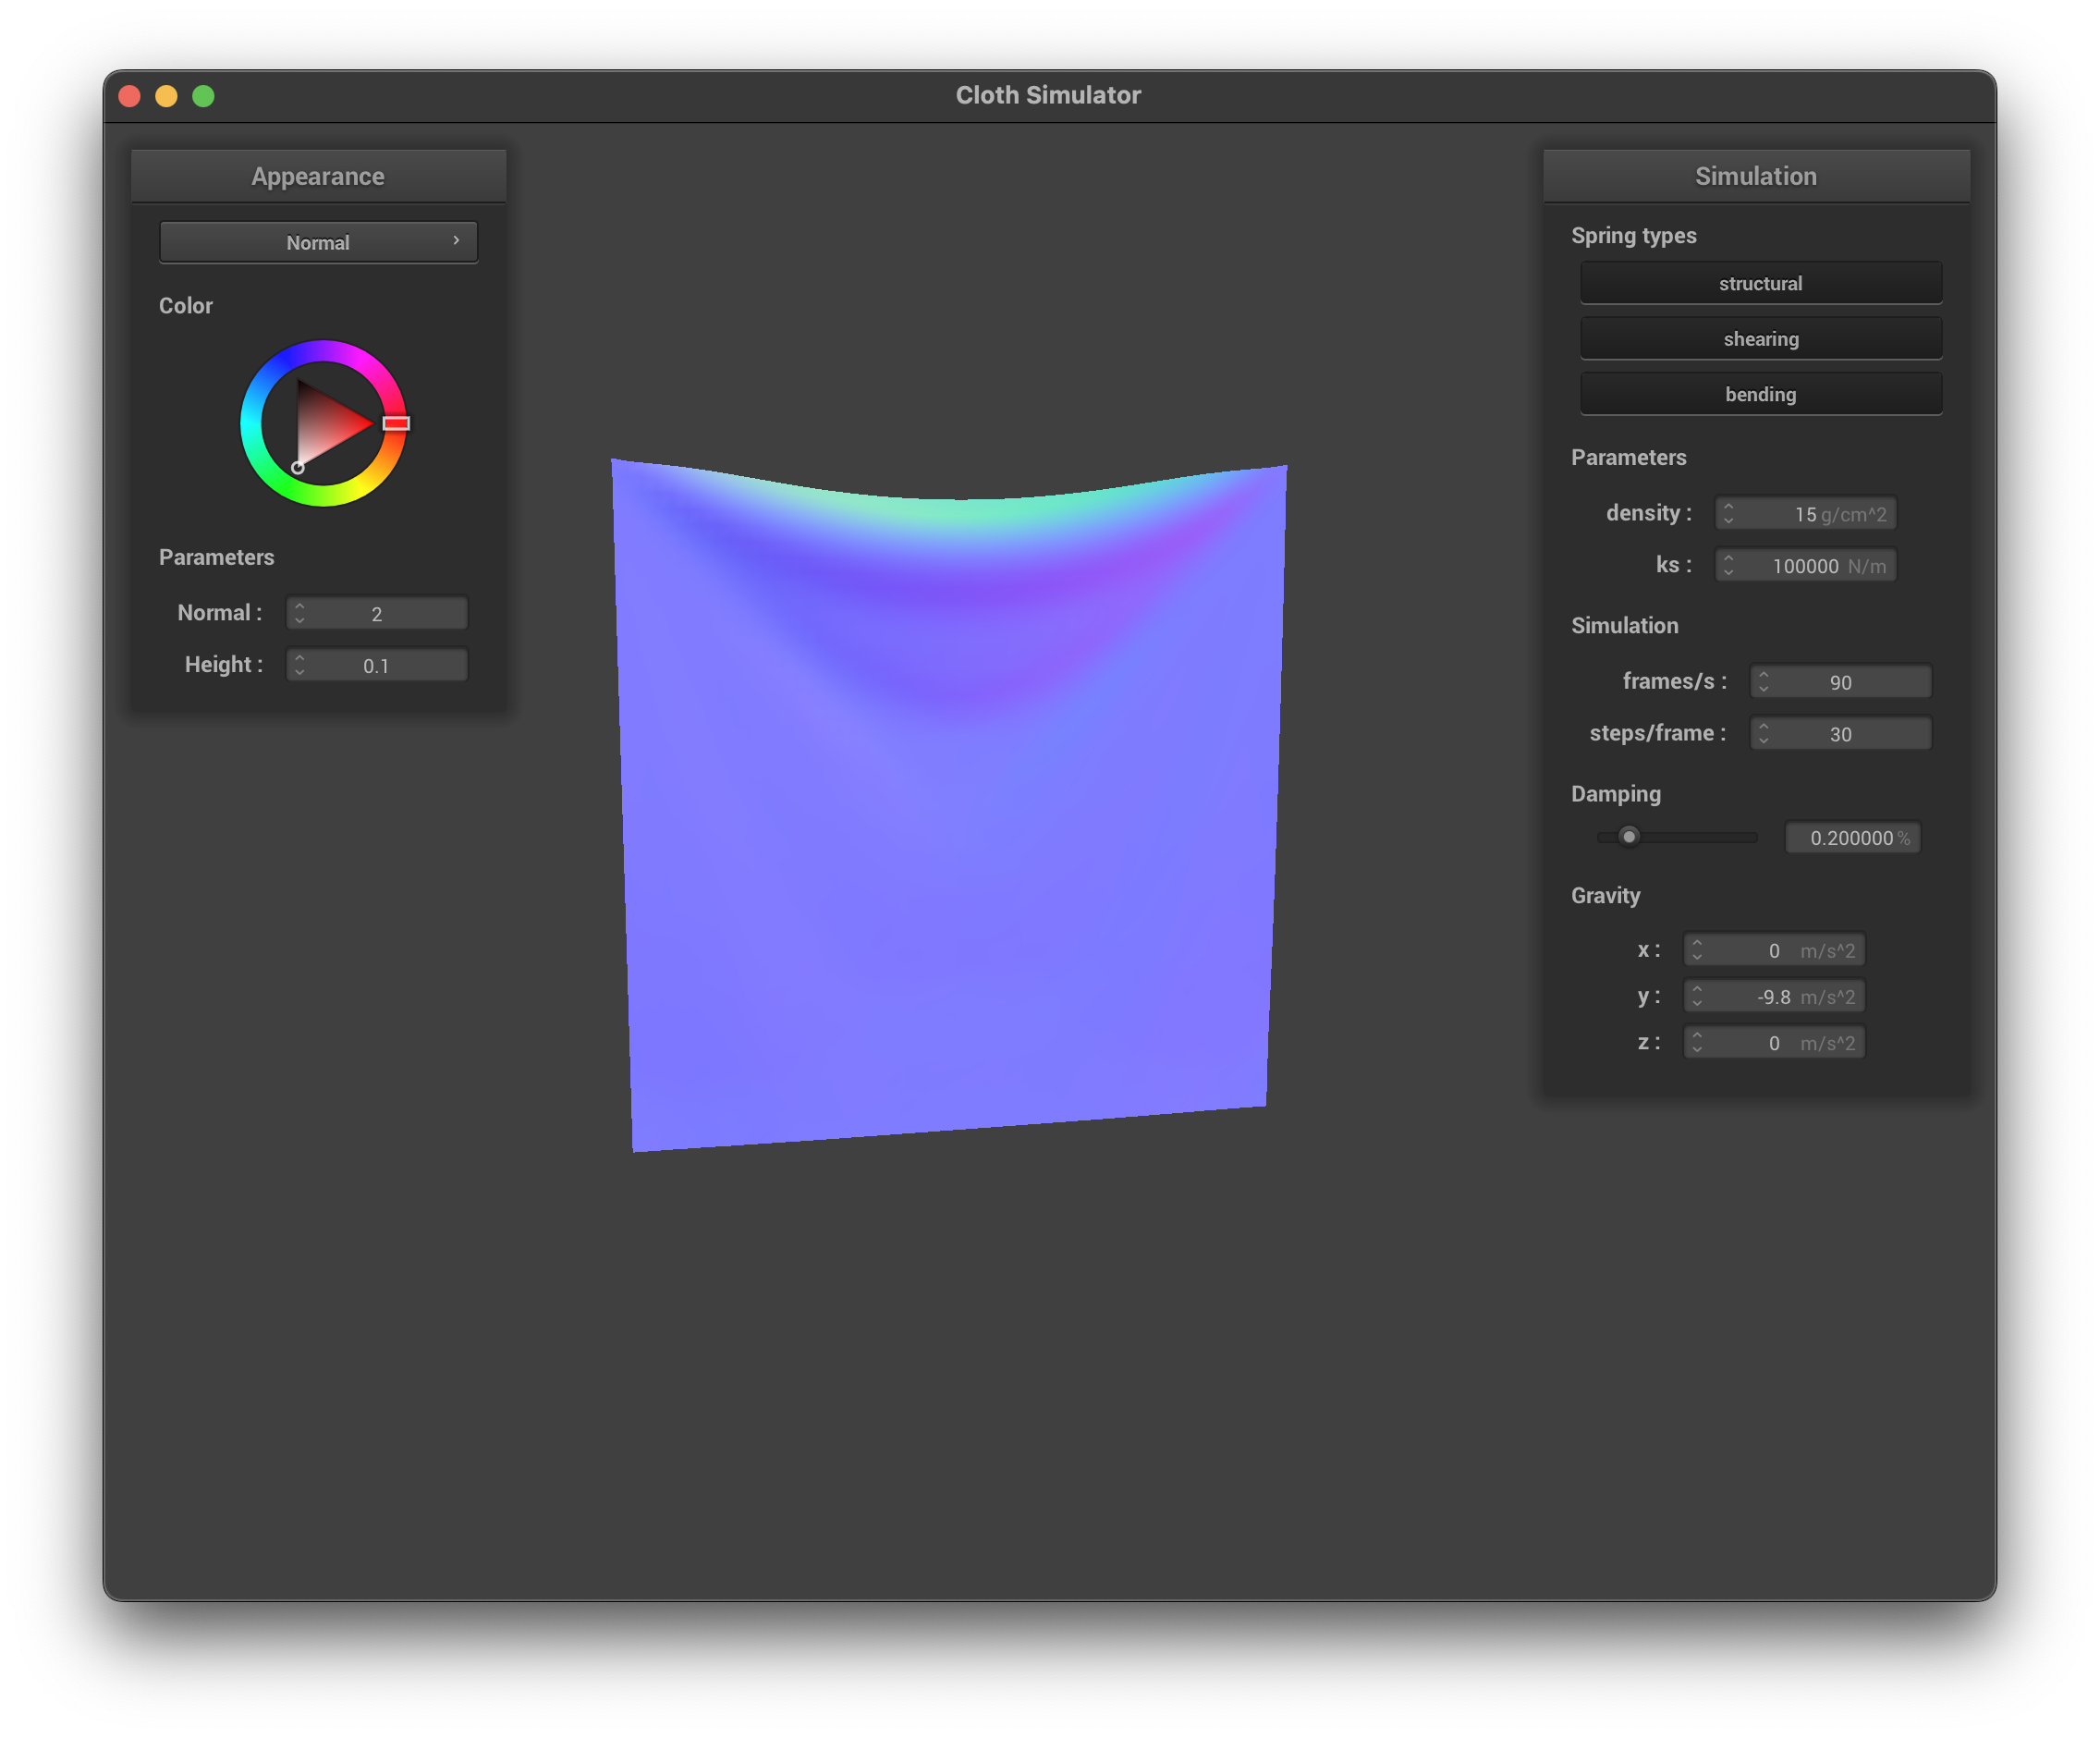 Cloth Simulator
Appearance
Normal
Color
Parameters
Normal : 2
Height : 0.1
Simulation
Spring types
structural
shearing
bending
Parameters
density : 15 g/cm^2
ks : 100000 N/m
Simulation
frames/s : 90
steps/frame : 30
Damping
0.200000 %
Gravity
x : 0 m/s^2
y : -9.8 m/s^2
z : 0 m/s^2